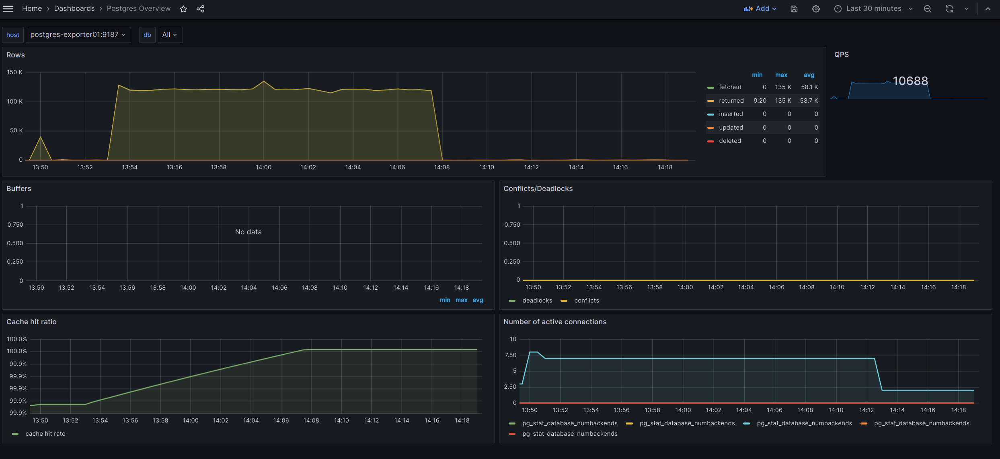 Home › Dashboards › Postgres Overview
Add
Last 30 minutes
host postgres-exporter01:9187 db All
Rows
150 K
100 K
50 K
0
13:50 13:52 13:54 13:56 13:58 14:00 14:02 14:04 14:06 14:08 14:10 14:12 14:14 14:16 14:18
min max avg
fetched 0 135 K 58.1 K
returned 9.20 135 K 58.7 K
inserted 0 0 0
updated 0 0 0
deleted 0 0 0
QPS
10688
Buffers
1
0.750
0.500
0.250
0
No data
13:50 13:52 13:54 13:56 13:58 14:00 14:02 14:04 14:06 14:08 14:10 14:12 14:14 14:16 14:18
min max avg
Conflicts/Deadlocks
1
0.750
0.500
0.250
0
13:50 13:52 13:54 13:56 13:58 14:00 14:02 14:04 14:06 14:08 14:10 14:12 14:14 14:16 14:18
deadlocks conflicts
Cache hit ratio
100.0%
100.0%
99.9%
99.9%
99.9%
99.9%
99.9%
13:50 13:52 13:54 13:56 13:58 14:00 14:02 14:04 14:06 14:08 14:10 14:12 14:14 14:16 14:18
cache hit rate
Number of active connections
10
7.50
5
2.50
0
13:50 13:52 13:54 13:56 13:58 14:00 14:02 14:04 14:06 14:08 14:10 14:12 14:14 14:16 14:18
pg_stat_database_numbackends pg_stat_database_numbackends pg_stat_database_numbackends pg_stat_database_numbackends
pg_stat_database_numbackends